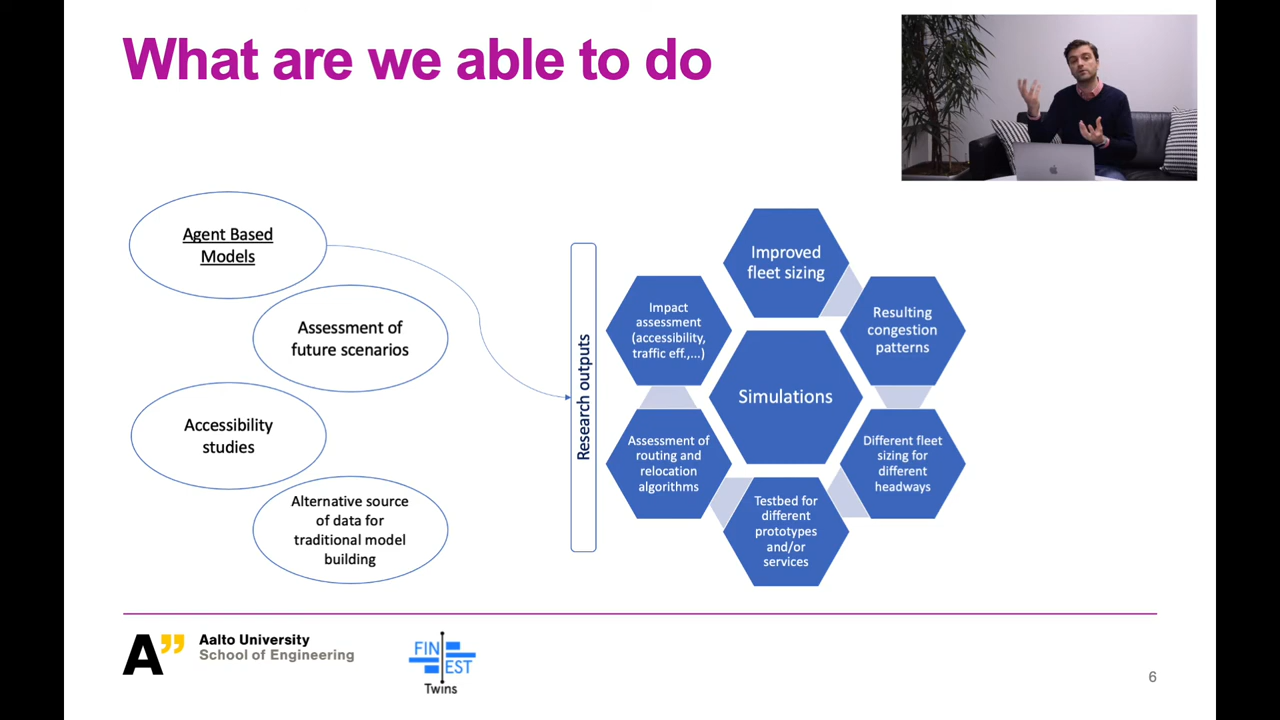 What are we able to do
Agent Based
Models
Assessment of
future scenarios
Accessibility
studies
Alternative source
of data for
traditional model
building
Research outputs
Improved
fleet sizing
Resulting
congestion
patterns
Different fleet
sizing for
different
headways
Testbed for
different
prototypes
and/or
services
Assessment of
routing and
relocation
algorithms
Impact
assessment
(accessibility,
traffic eff.,...)
Simulations
A”
Aalto University
School of Engineering
FIN
EST
Twins
6